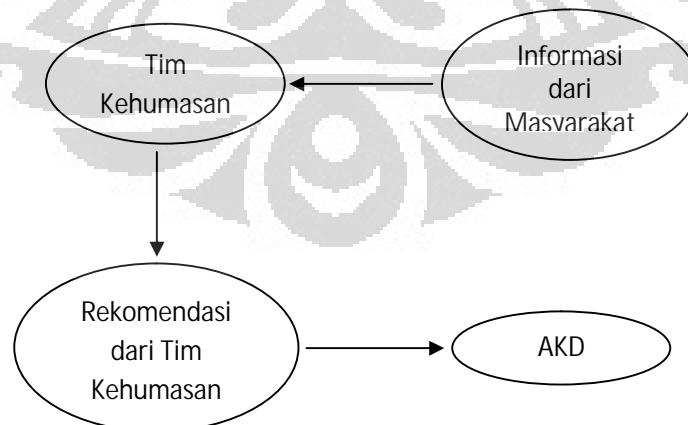 Tim
Kehumasan
Informasi
dari
Masyarakat
Rekomendasi
dari Tim
Kehumasan
AKD